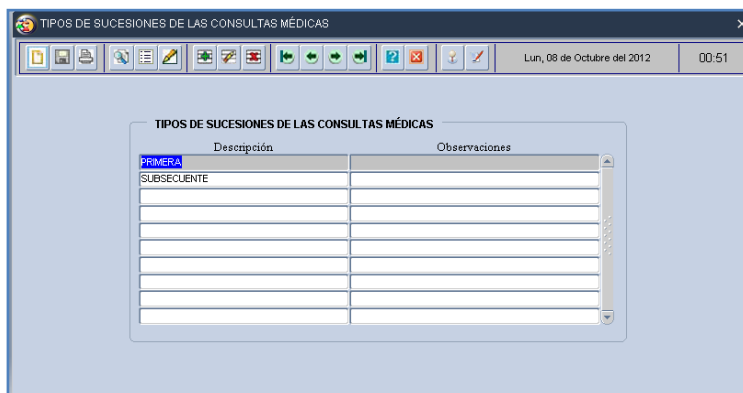 TIPOS DE SUCESIONES DE LAS CONSULTAS MÉDICAS
Lun, 08 de Octubre del 2012 00:51
TIPOS DE SUCESIONES DE LAS CONSULTAS MÉDICAS
Descripción Observaciones
PRIMERA
SUBSECUENTE